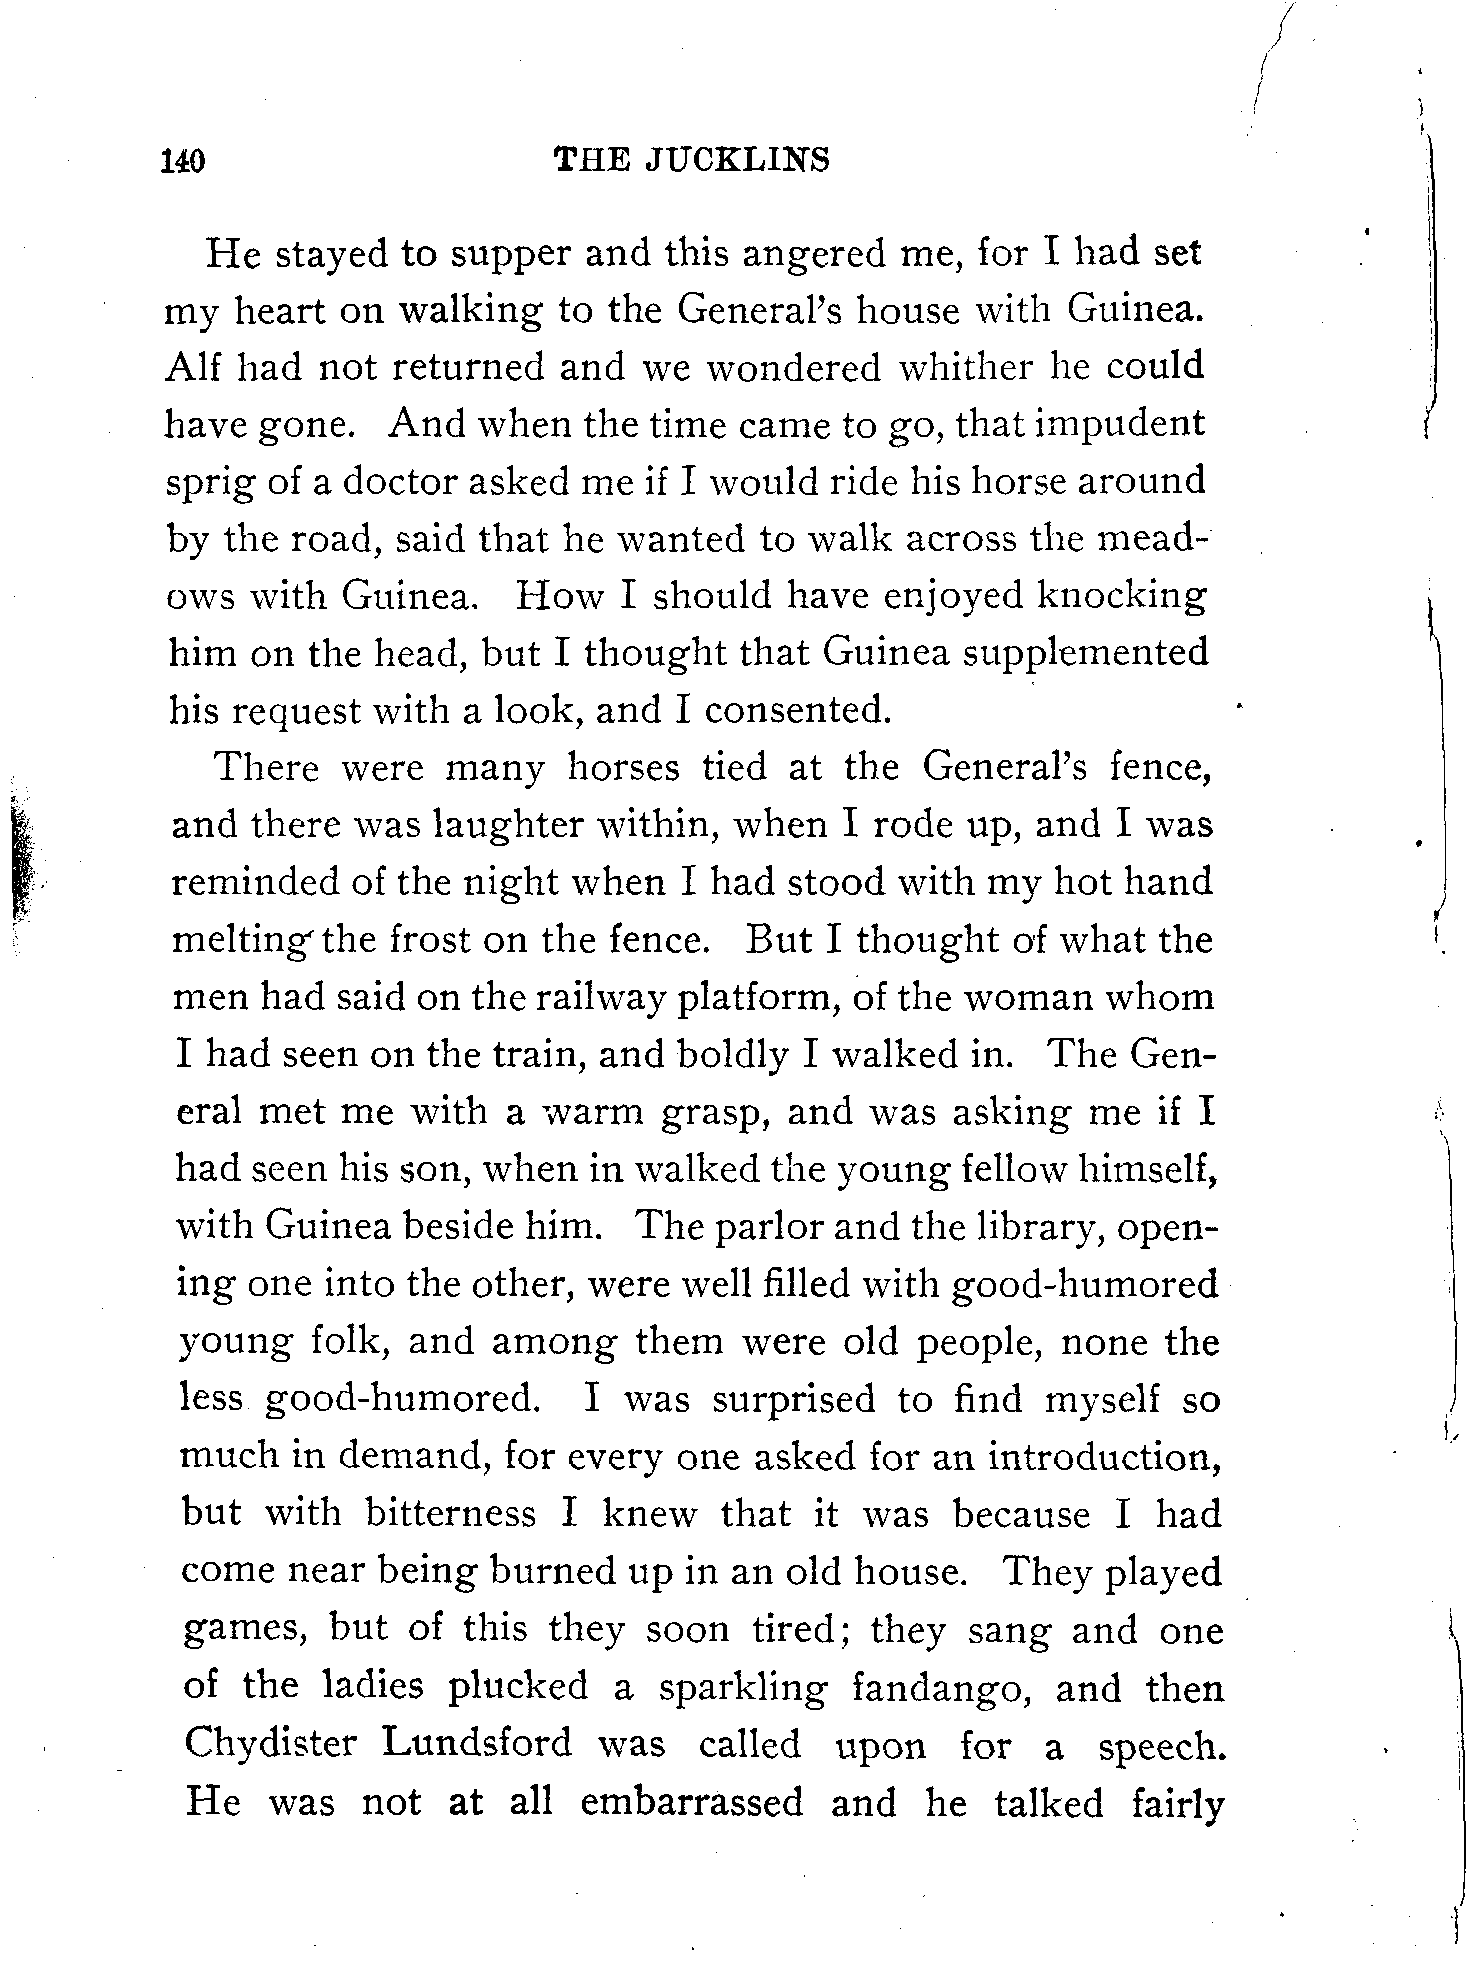 140 THE JUCKLINS
He stayed to supper and this angered me, for I had set
my heart on walking to the General's house with Guinea.
Alf had not returned and we wondered whither he could
have gone. And when the time came to go, that impudent
sprig of a doctor asked me if I would ride his horse around
by the road, said that he wanted to walk across the mead-
ows with Guinea. How I should have enjoyed knocking
him on the head, but I thought that Guinea supplemented
his request with a look, and I consented.
There were many horses tied at the General's fence,
and there was laughter within, when I rode up, and I was
reminded of the night when I had stood with my hot hand
melting the frost on the fence. But I thought of what the
men had said on the railway platform, of the woman whom
I had seen on the train, and boldly I walked in. The Gen-
eral met me with a warm grasp, and was asking me if I
had seen his son, when in walked the young fellow himself,
with Guinea beside him. The parlor and the library, open-
ing one into the other, were well filled with good-humored
young folk, and among them were old people, none the
less good-humored. I was surprised to find myself so
much in demand, for every one asked for an introduction,
but with bitterness I knew that it was because I had
come near being burned up in an old house. They played
games, but of this they soon tired; they sang and one
of the ladies plucked a sparkling fandango, and then
Chydister Lundsford was called upon for a speech.
He was not at all embarrassed and he talked fairly